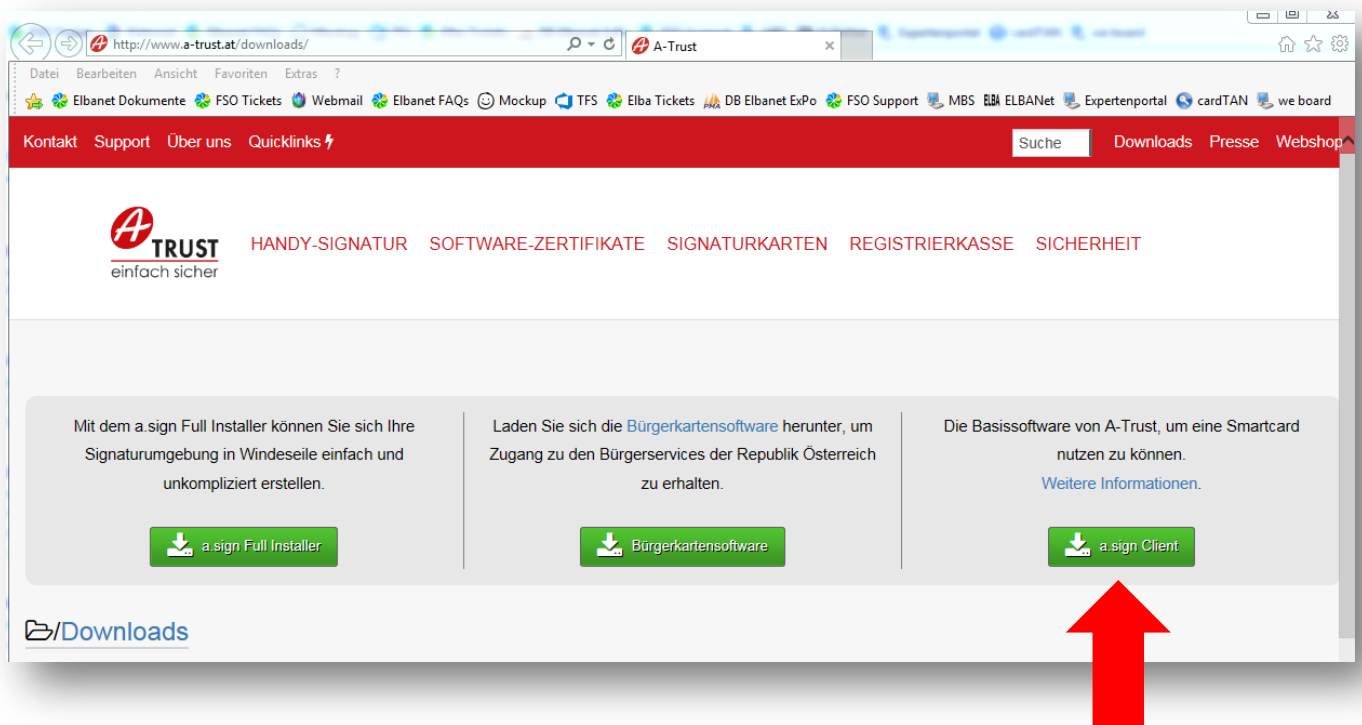 http://www.a-trust.at/downloads/
A-Trust
Datei Bearbeiten Ansicht Favoriten Extras ?
Elbanet Dokumente FSO Tickets Webmail Elbanet FAQs Mockup TFS Elba Tickets PMA DB Elbanet ExPo FSO Support MBS ELBA ELBANet Expertenportal cardTAN we board
Kontakt Support Über uns Quicklinks Suche Downloads Presse Webshop
A
TRUST
einfach sicher
HANDY-SIGNATUR SOFTWARE-ZERTIFIKATE SIGNATURKARTEN REGISTRIERKASSE SICHERHEIT
Mit dem a.sign Full Installer können Sie sich Ihre
Signaturumgebung in Windeseile einfach und
unkompliziert erstellen.
a.sign Full Installer
Laden Sie sich die Bürgerkartensoftware herunter, um
Zugang zu den Bürgerservices der Republik Österreich
zu erhalten.
Bürgerkartensoftware
Die Basissoftware von A-Trust, um eine Smartcard
nutzen zu können.
Weitere Informationen.
a.sign Client
/Downloads